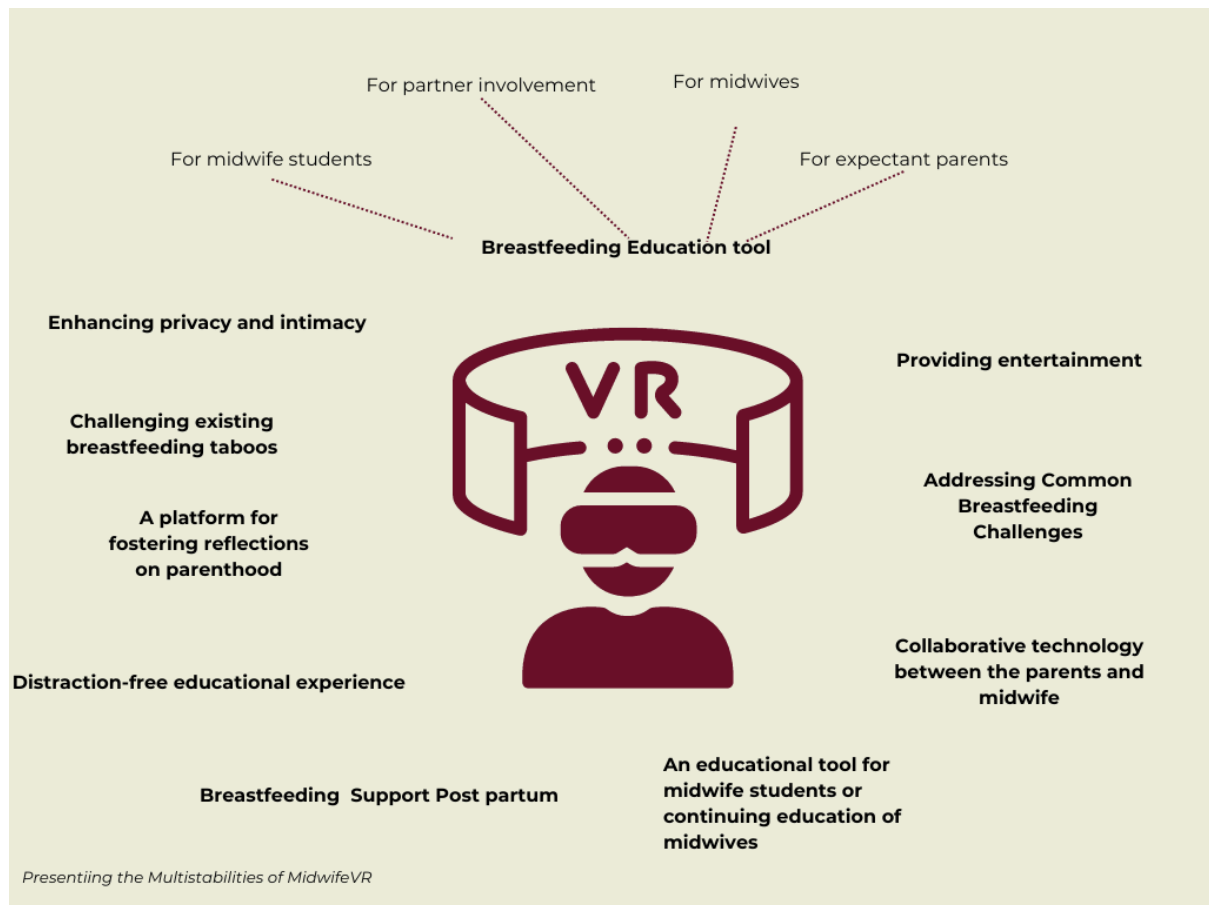 For partner involvement
For midwives
For midwife students
For expectant parents
Breastfeeding Education tool
Enhancing privacy and intimacy
Providing entertainment
VR
Challenging existing
breastfeeding taboos
Addressing Common
Breastfeeding
Challenges
A platform for
fostering reflections
on parenthood
Collaborative technology
between the parents and
midwife
Distraction-free educational experience
An educational tool for
midwife students or
continuing education of
midwives
Breastfeeding  Support Post partum
Presentiing the Multistabilities of MidwifeVR